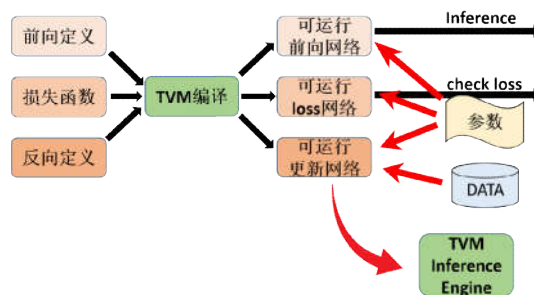 前向定义
损失函数
反向定义
TVM编译
可运行
前向网络
可运行
loss网络
可运行
更新网络
Inference
check loss
参数
DATA
TVM
Inference
Engine